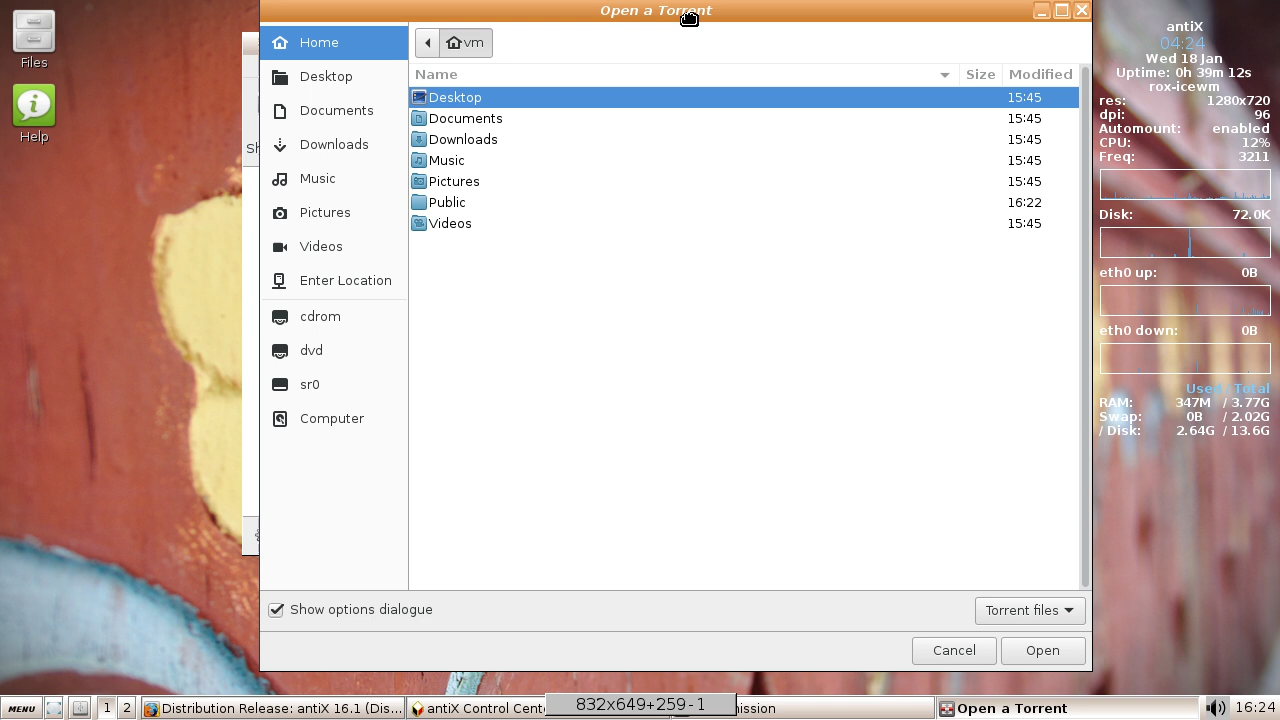 Open a Torrent
Files
Help
Sh
Home
Desktop
Documents
Downloads
Music
Pictures
Videos
Enter Location
cdrom
dvd
sr0
Computer
vm
Name Size Modified
Desktop 15:45
Documents 15:45
Downloads 15:45
Music 15:45
Pictures 15:45
Public 16:22
Videos 15:45
Show options dialogue
Torrent files
Cancel
Open
antiX
04:24
Wed 18 Jan
Uptime: 0h 39m 12s
rox-icewm
res: 1280x720
dpi: 96
Automount: enabled
CPU: 12%
Freq: 3211
Disk: 72.0K
eth0 up: 0B
eth0 down: 0B
Used / Total
RAM: 347M / 3.77G
Swap: 0B / 2.02G
/ Disk: 2.64G / 13.6G
MENU 1 2 Distribution Release: antiX 16.1 (Dis... antiX Control Cent 832x649+259-1 mission Open a Torrent 16:24